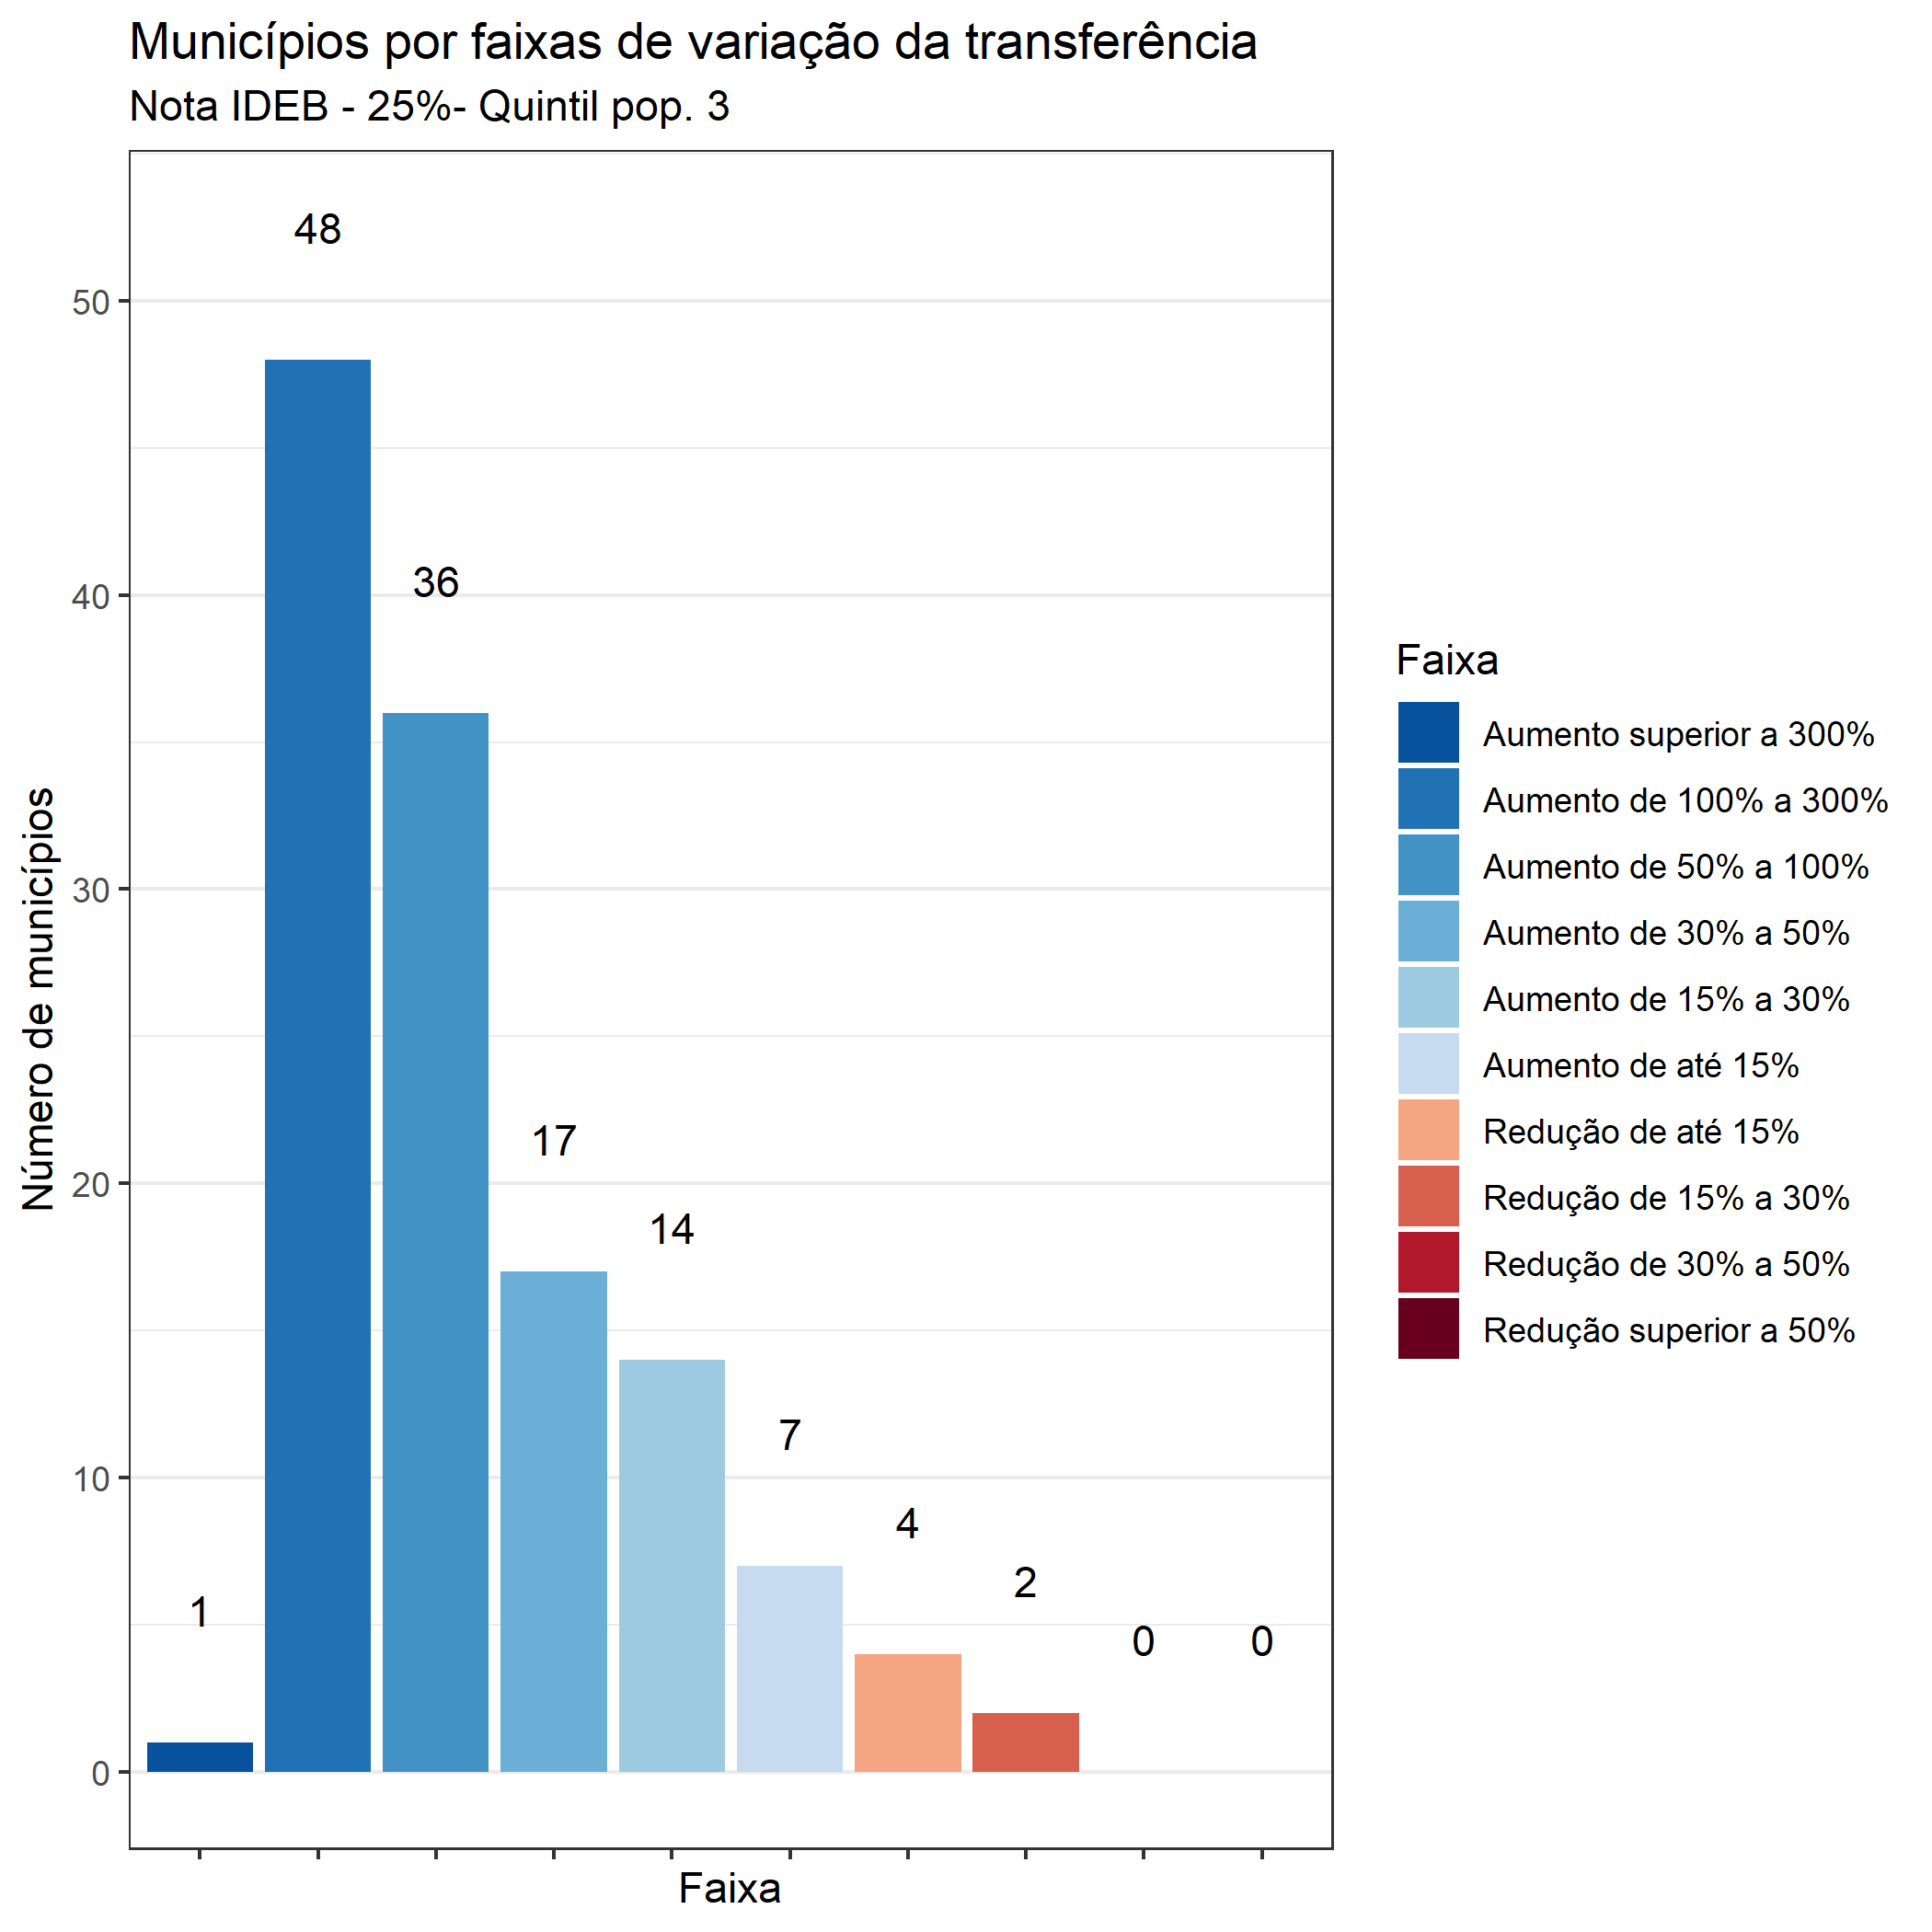 Municípios por faixas de variação da transferência
Nota IDEB - 25%- Quintil pop. 3
Número de municípios
50
40
30
20
10
0
1
48
36
17
14
7
4
2
0
0
Faixa
Faixa
Aumento superior a 300%
Aumento de 100% a 300%
Aumento de 50% a 100%
Aumento de 30% a 50%
Aumento de 15% a 30%
Aumento de até 15%
Redução de até 15%
Redução de 15% a 30%
Redução de 30% a 50%
Redução superior a 50%